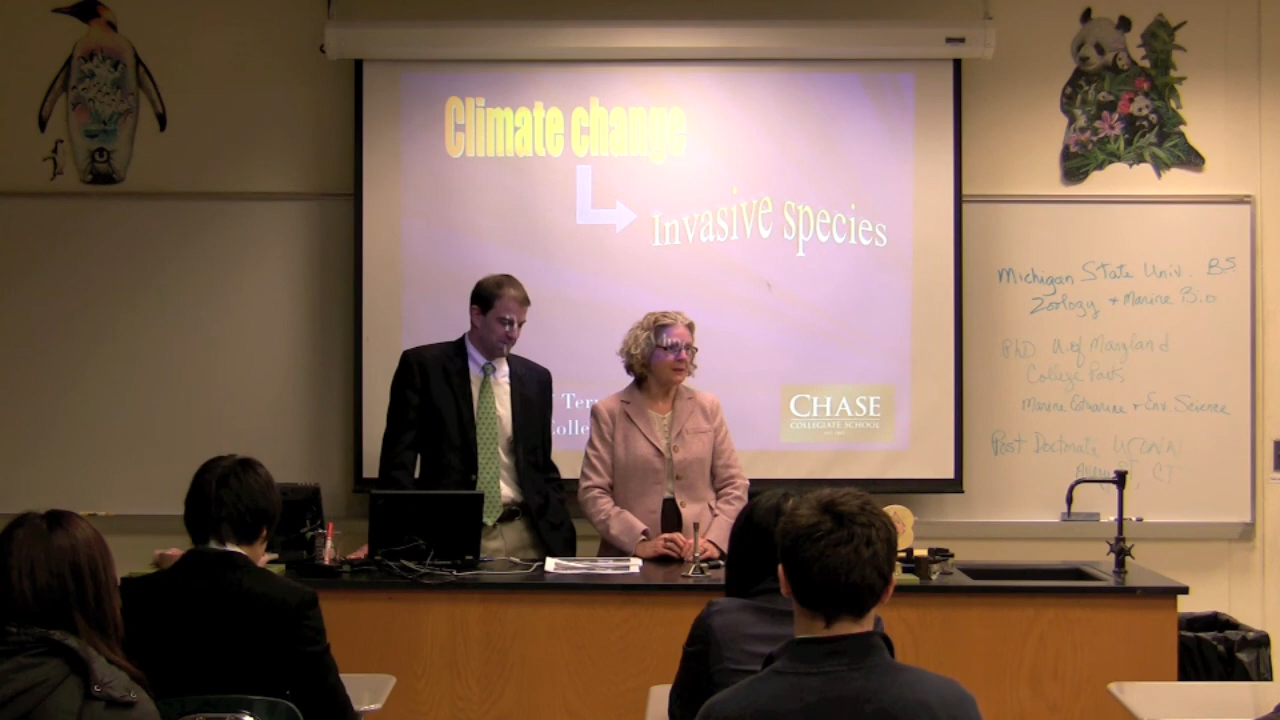 Climate change
Invasive species
CHASE
COLLEGIATE SCHOOL
Michigan State Univ. BS
Zoology + Marine Bio
PhD U of Maryland
College Park
Marine Estuarine + Env. Science
Post Doctorate
CT